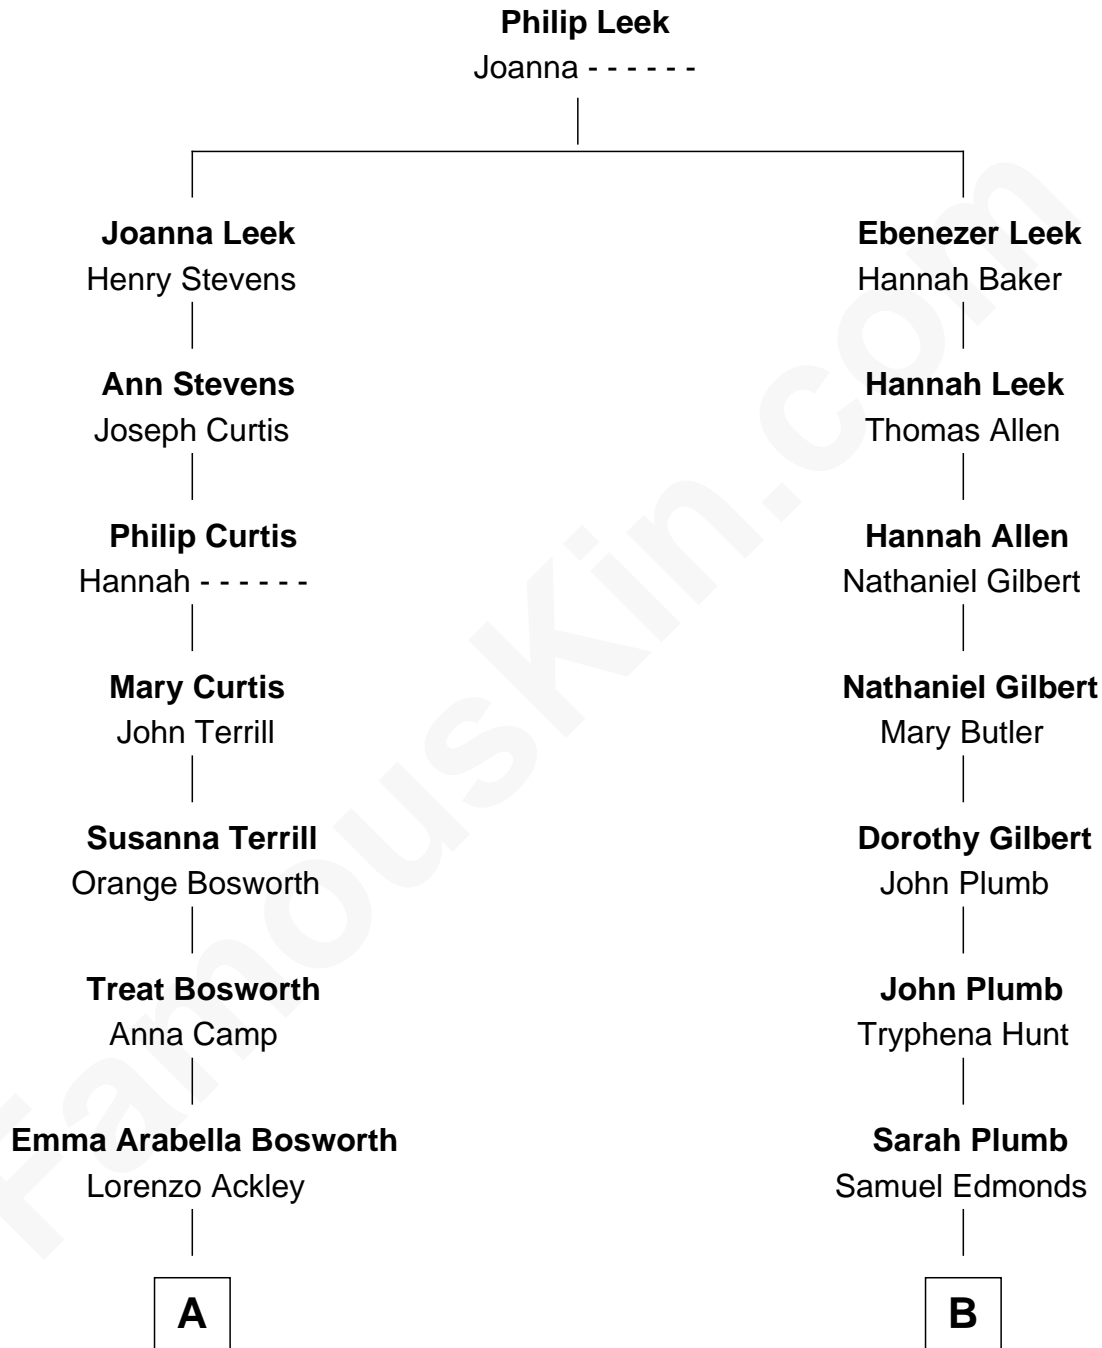 Philip Leek
Joanna - - - - - -
Joanna Leek
Henry Stevens
Ann Stevens
Joseph Curtis
Philip Curtis
Hannah - - - - - -
Mary Curtis
John Terrill
Susanna Terrill
Orange Bosworth
Treat Bosworth
Anna Camp
Emma Arabella Bosworth
Lorenzo Ackley
A
Ebenezer Leek
Hannah Baker
Hannah Leek
Thomas Allen
Hannah Allen
Nathaniel Gilbert
Nathaniel Gilbert
Mary Butler
Dorothy Gilbert
John Plumb
John Plumb
Tryphena Hunt
Sarah Plumb
Samuel Edmonds
B
FamousKin.com